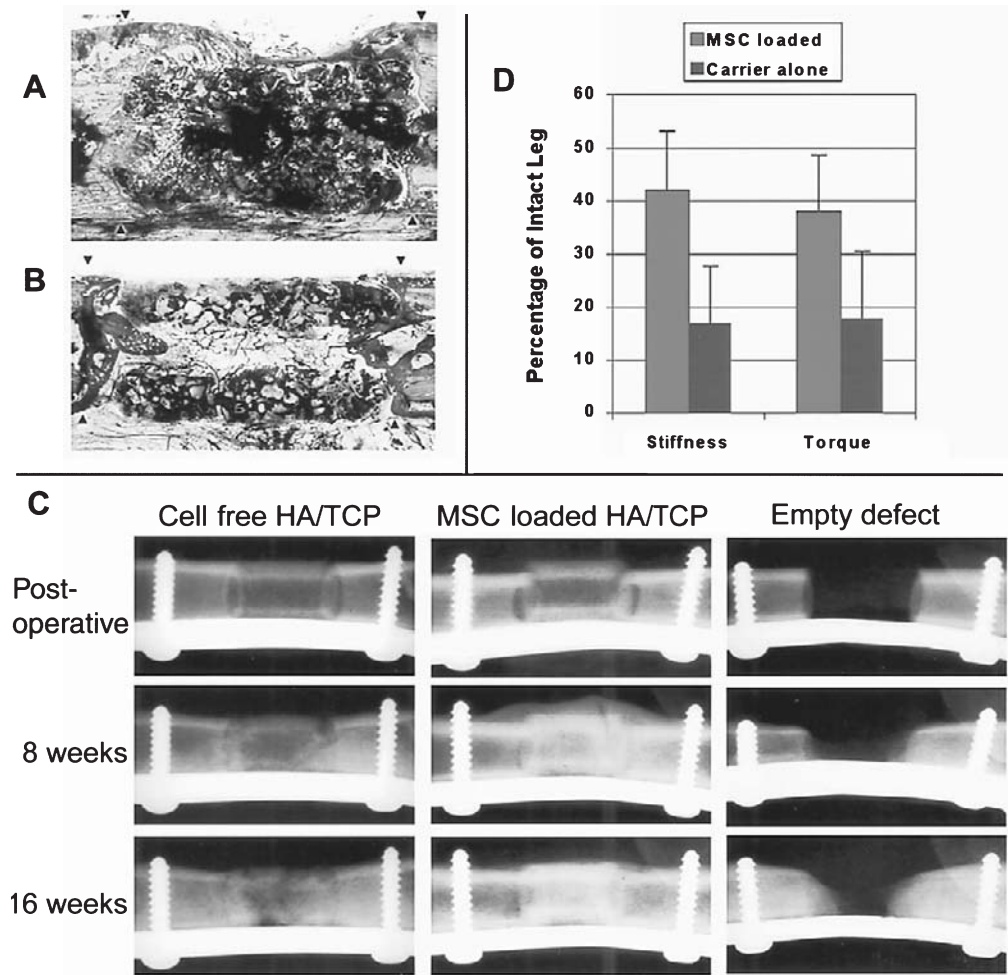 A
B
D
MSC loaded
Carrier alone
Percentage of Intact Leg
60
50
40
30
20
10
0
Stiffness
Torque
C
Cell free HA/TCP
MSC loaded HA/TCP
Empty defect
Post-
operative
8 weeks
16 weeks